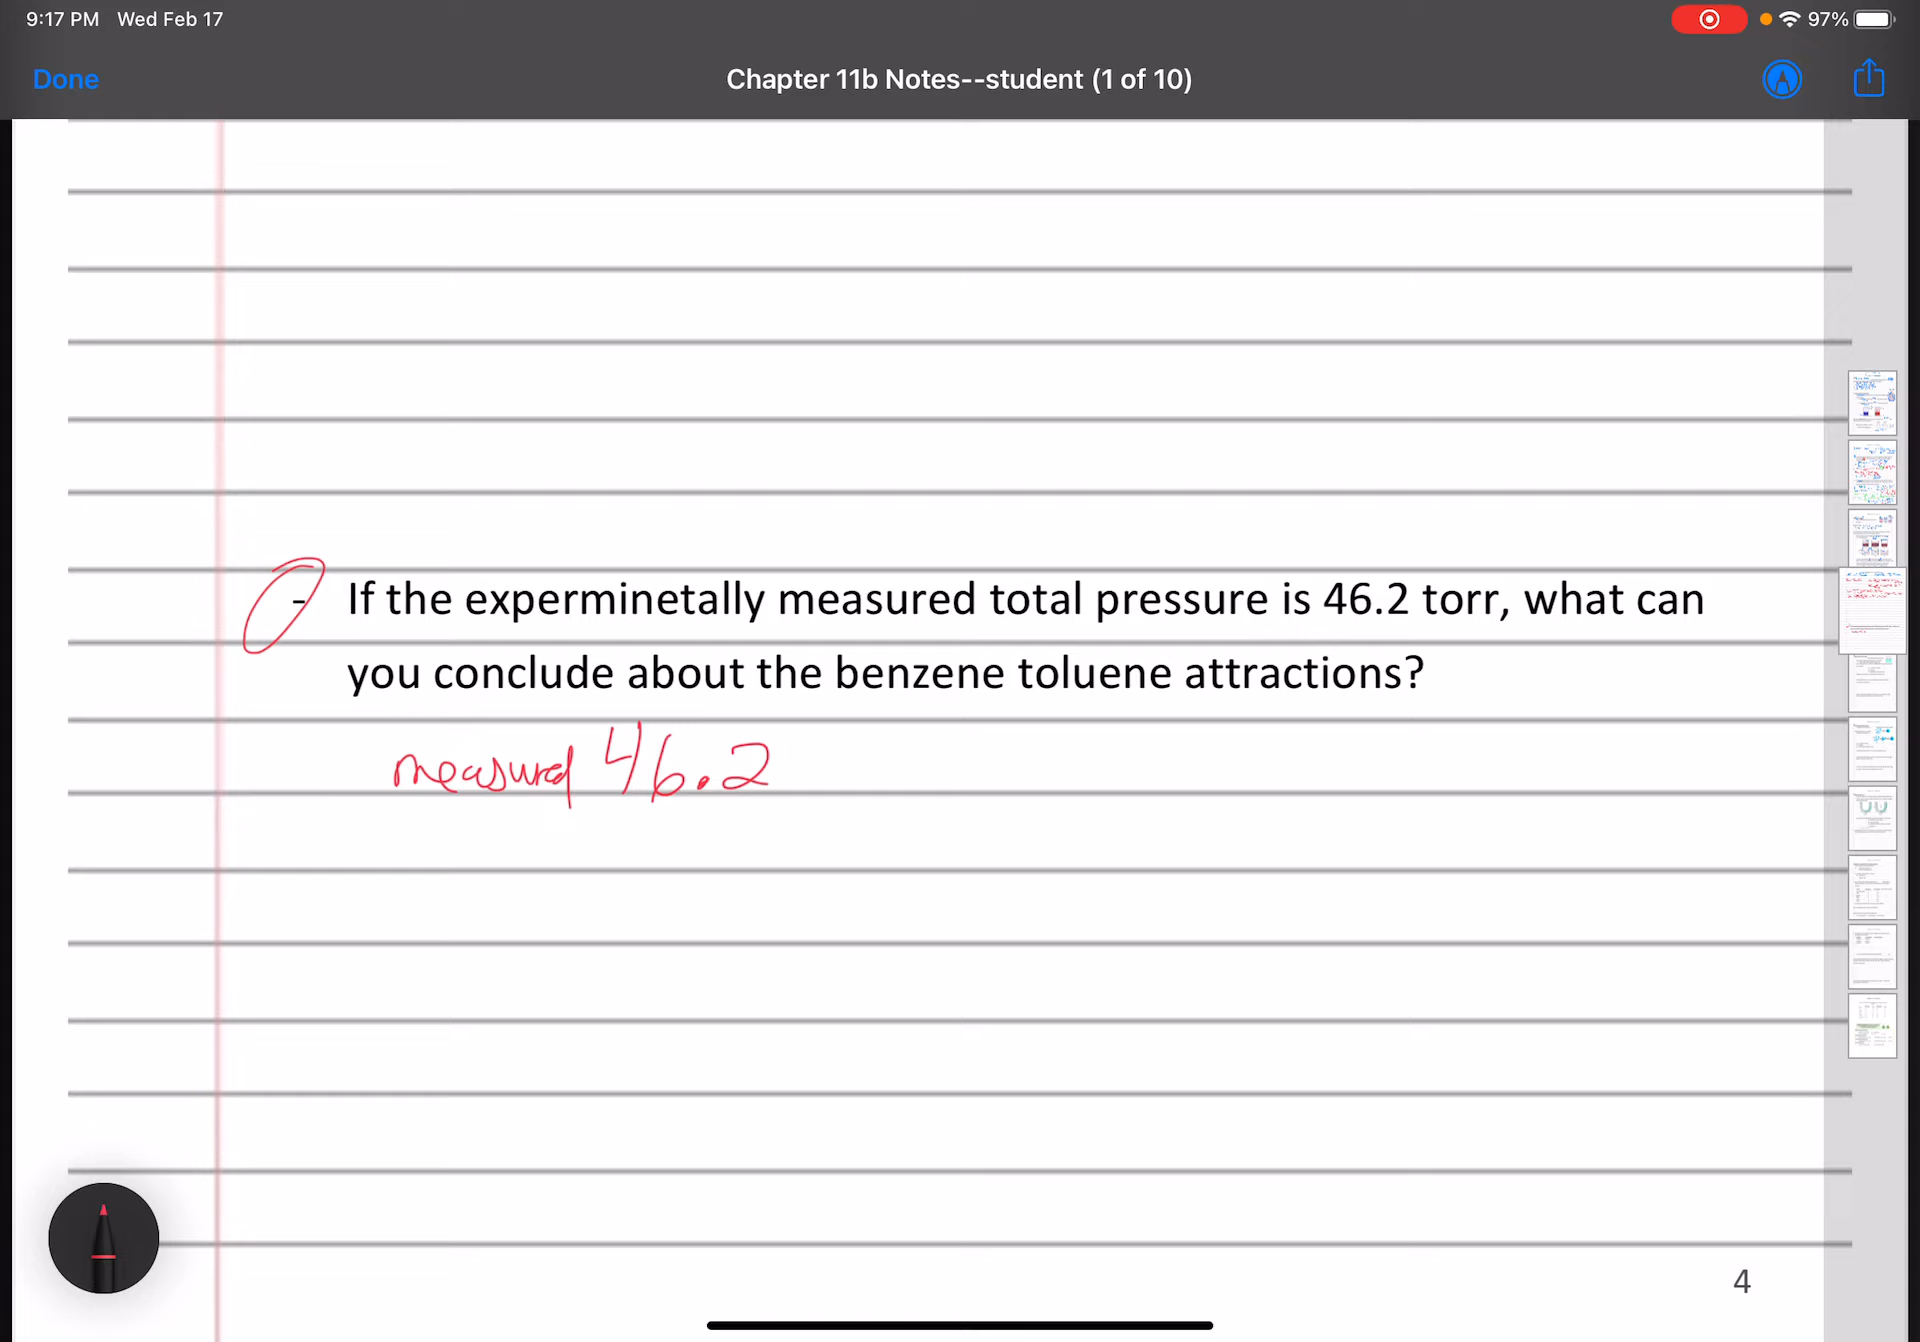 9:17 PM Wed Feb 17
97%
Done
Chapter 11b Notes--student (1 of 10)
- If the experminetally measured total pressure is 46.2 torr, what can
you conclude about the benzene toluene attractions?
measured 46.2
4